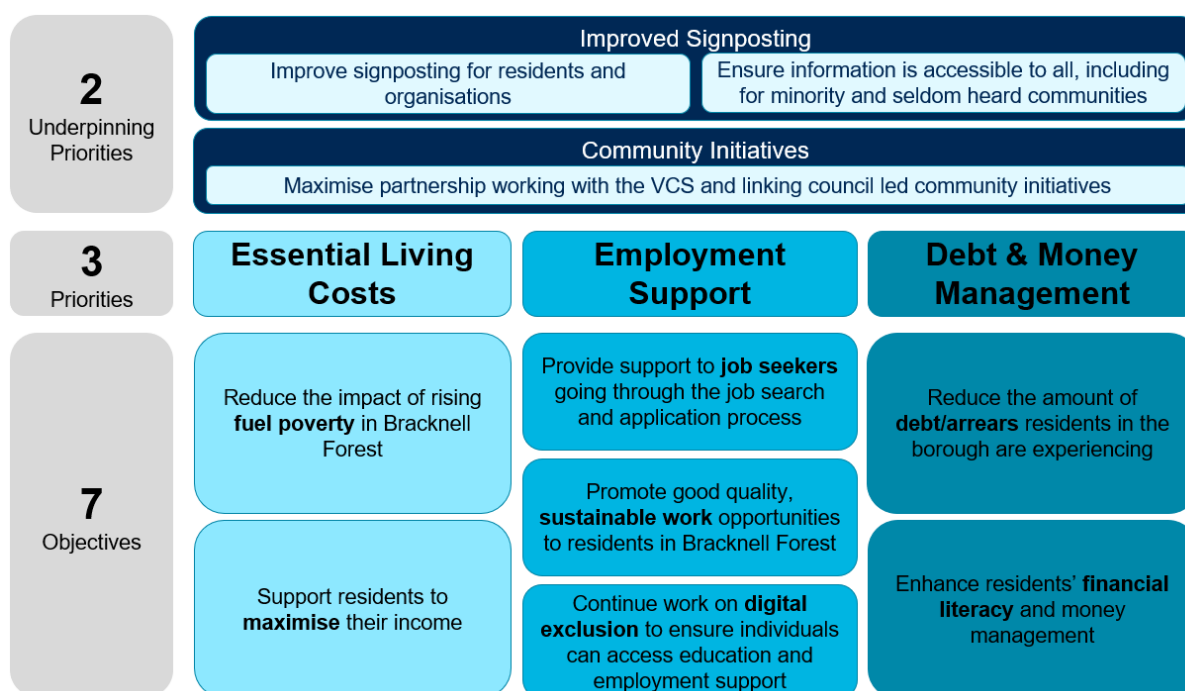 2
Underpinning
Priorities
Improved Signposting
Improve signposting for residents and
organisations
Ensure information is accessible to all, including
for minority and seldom heard communities
Community Initiatives
Maximise partnership working with the VCS and linking council led community initiatives
3
Priorities
Essential Living
Costs
Employment
Support
Debt & Money
Management
7
Objectives
Reduce the impact of rising
fuel poverty in Bracknell
Forest
Support residents to
maximise their income
Provide support to job seekers
going through the job search
and application process
Promote good quality,
sustainable work opportunities
to residents in Bracknell Forest
Continue work on digital
exclusion to ensure individuals
can access education and
employment support
Reduce the amount of
debt/arrears residents in the
borough are experiencing
Enhance residents’ financial
literacy and money
management